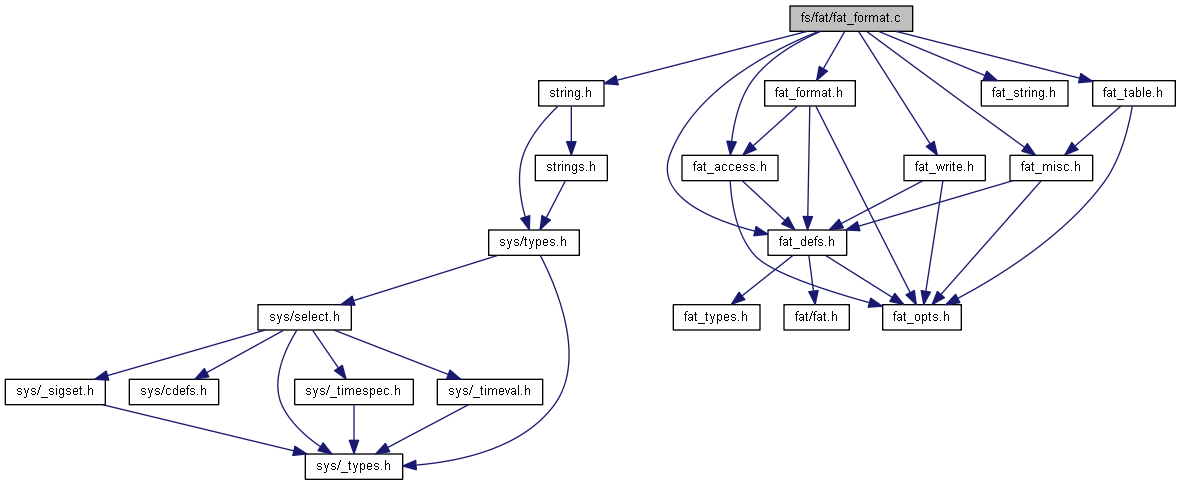 fs/fat/fat_format.c
string.h
fat_format.h
fat_string.h
fat_table.h
strings.h
fat_access.h
fat_write.h
fat_misc.h
sys/types.h
fat_defs.h
sys/select.h
fat_types.h
fat/fat.h
fat_opts.h
sys/_sigset.h
sys/cdefs.h
sys/_timespec.h
sys/_timeval.h
sys/_types.h